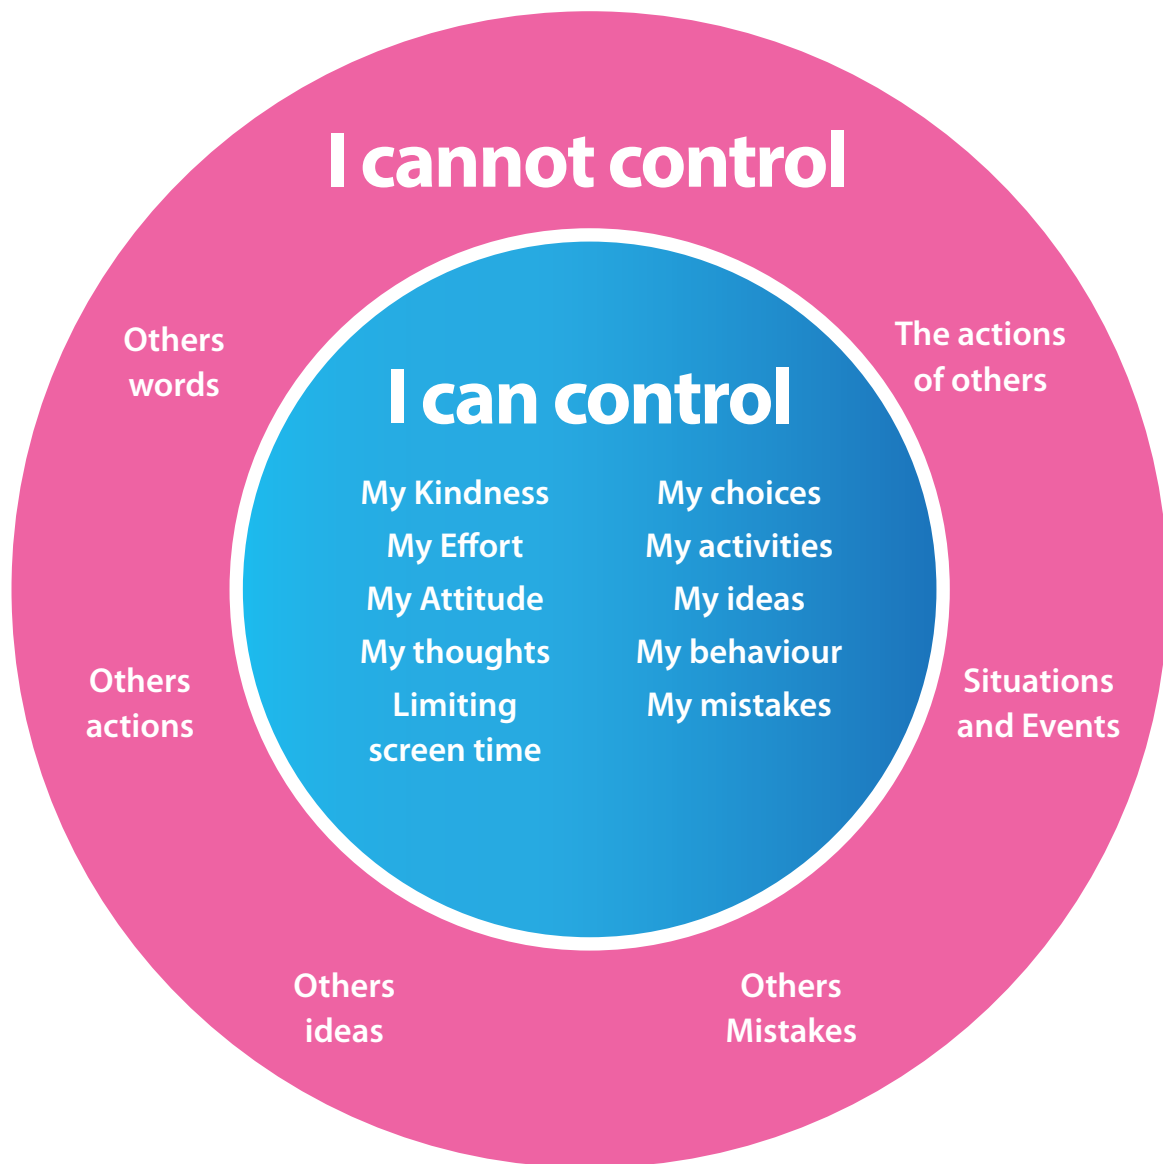 I cannot control
Others
words
The actions
of others
I can control
My Kindness
My Effort
My Attitude
My thoughts
Limiting
screen time
My choices
My activities
My ideas
My behaviour
My mistakes
Others
actions
Situations
and Events
Others
ideas
Others
Mistakes